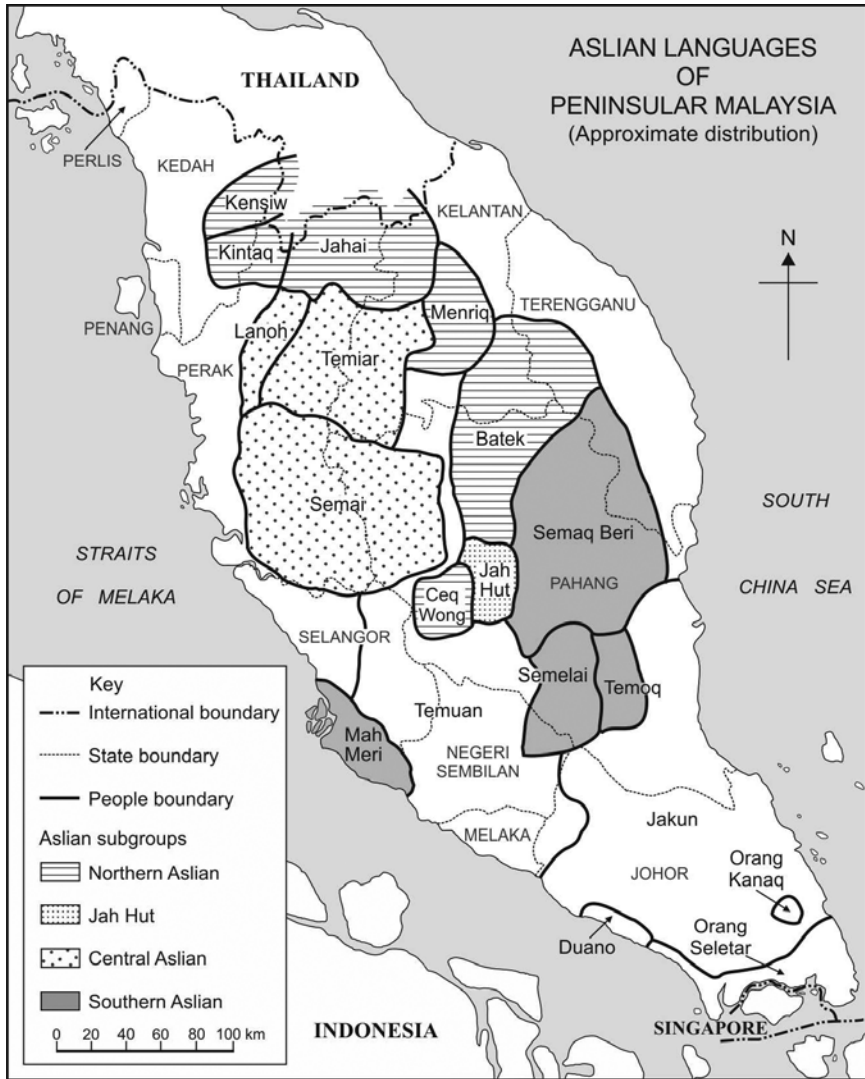 ASLIAN LANGUAGES
OF
PENINSULAR MALAYSIA
(Approximate distribution)
THAILAND
PERLIS
KEDAH
Kensiw
KELANTAN
Kintaq
Jahai
N
PENANG
Lanoh
Menriq
TERENGGANU
Temiar
PERAK
Batek
Semai
Semaq Beri
SOUTH
CHINA SEA
STRAITS
OF MELAKA
Jah
Hut
PAHANG
Ceq
Wong
SELANGOR
Semelai
Temoq
Temuan
Mah
Meri
NEGERI
SEMBILAN
MELAKA
Jakun
JOHOR
Orang
Kanaq
Duano
Orang
Seletar
SINGAPORE
INDONESIA
Key
International boundary
State boundary
People boundary
Aslian subgroups
Northern Aslian
Jah Hut
Central Aslian
Southern Aslian
0 20 40 60 80 100 km